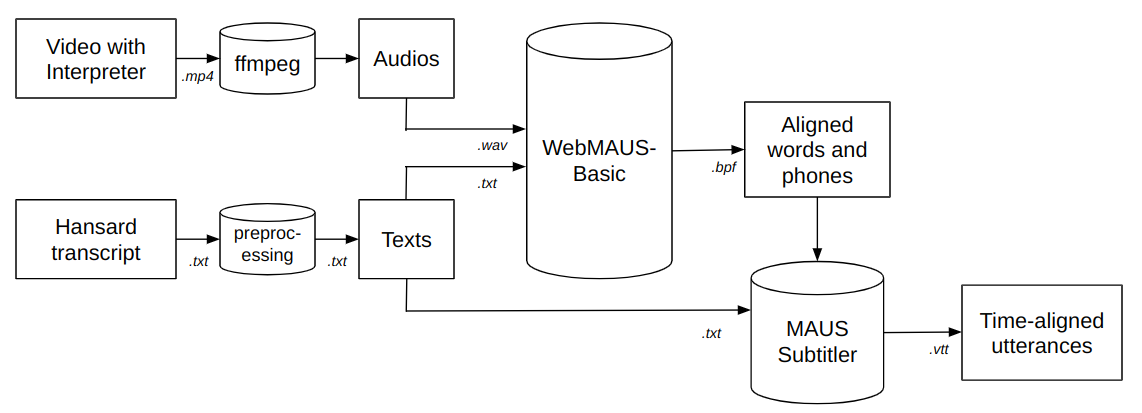 Video with
Interpreter
.mp4
ffmpeg
Audios
.wav
WebMAUS-
Basic
.txt
.bpf
Aligned
words and
phones
Hansard
transcript
.txt
preproc-
essing
.txt
Texts
.txt
MAUS
Subtitler
.vtt
Time-aligned
utterances